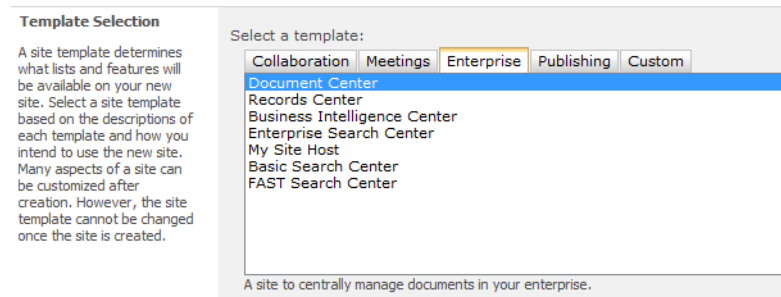 Template Selection
A site template determines
what lists and features will
be available on your new
site. Select a site template
based on the descriptions of
each template and how you
intend to use the new site.
Many aspects of a site can
be customized after
creation. However, the site
template cannot be changed
once the site is created.
Select a template:
Collaboration Meetings Enterprise Publishing Custom
Document Center
Records Center
Business Intelligence Center
Enterprise Search Center
My Site Host
Basic Search Center
FAST Search Center
A site to centrally manage documents in your enterprise.